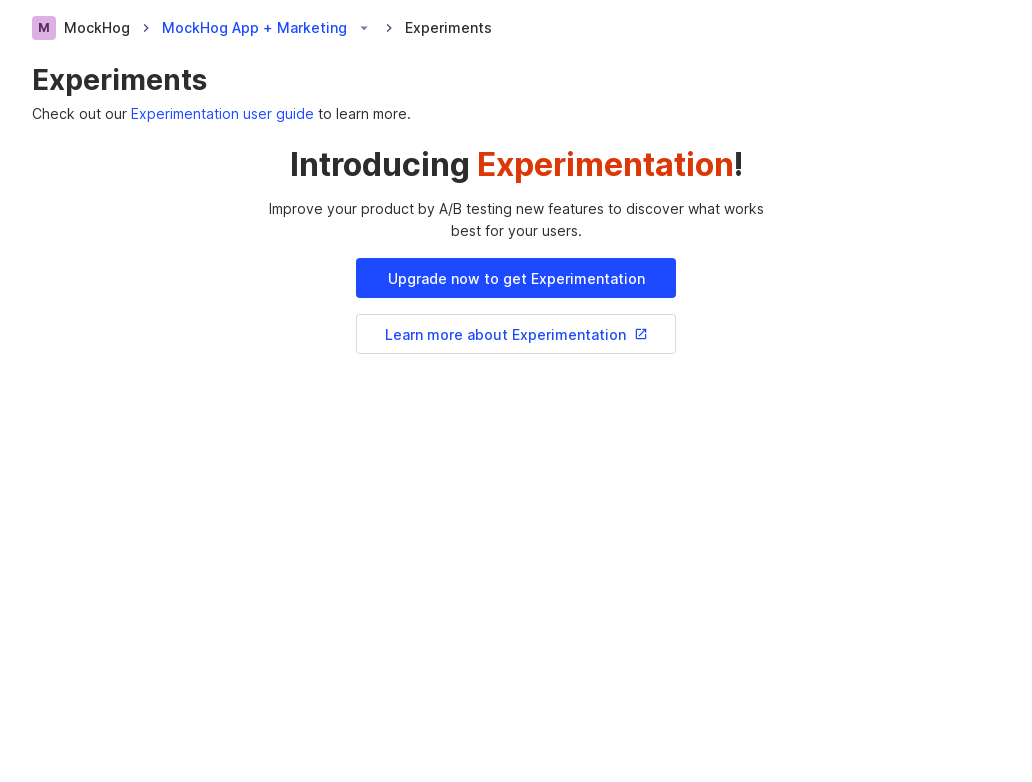 M MockHog MockHog App + Marketing Experiments
Experiments
Check out our Experimentation user guide to learn more.
Introducing Experimentation!
Improve your product by A/B testing new features to discover what works
best for your users.
Upgrade now to get Experimentation
Learn more about Experimentation